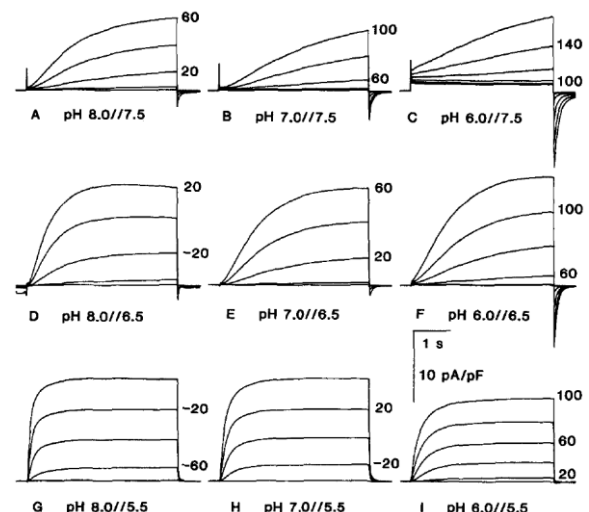 60
20
A pH 8.0//7.5
100
60
B pH 7.0//7.5
140
100
C pH 6.0//7.5
20
-20
D pH 8.0//6.5
60
20
E pH 7.0//6.5
100
60
F pH 6.0//6.5
1 s
10 pA/pF
-20
-60
G pH 8.0//5.5
20
-20
H pH 7.0//5.5
100
60
20
I pH 6.0//5.5